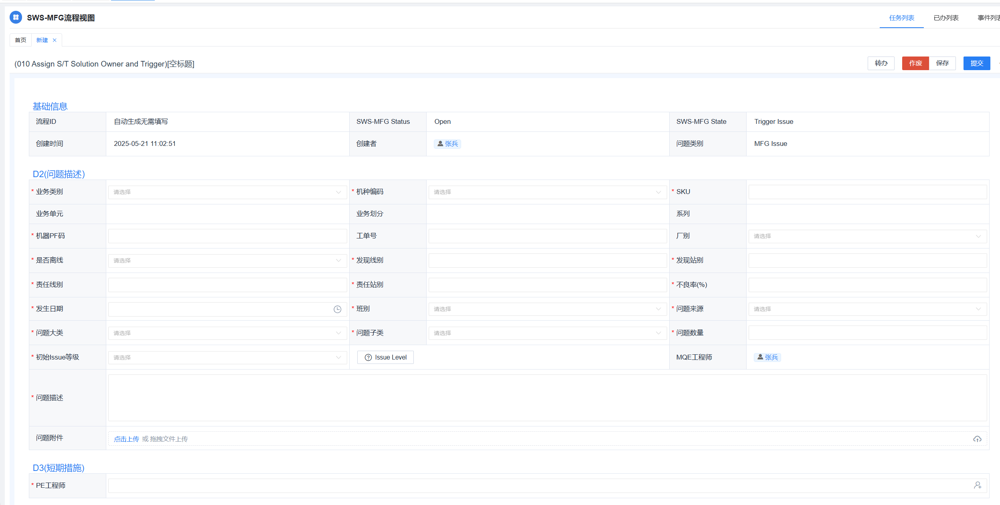 SWS-MFG流程视图
任务列表 已办列表 事件列表
首页 新建
(010 Assign S/T Solution Owner and Trigger)[空标题]
转办 作废 保存 提交
基础信息
流程ID 自动生成无需填写 SWS-MFG Status Open SWS-MFG State Trigger Issue
创建时间 2025-05-21 11:02:51 创建者 张兵 问题类别 MFG Issue
D2(问题描述)
* 业务类别 请选择 * 机种编码 请选择 * SKU
业务单元 业务划分 系列
* 机器PF码 工单号 厂别 请选择
* 是否离线 请选择 * 发现线别 * 发现站别
* 责任线别 * 责任站别 * 不良率(%)
* 发生日期 * 班别 请选择 * 问题来源 请选择
* 问题大类 请选择 * 问题子类 请选择 * 问题数量
* 初始Issue等级 请选择 Issue Level MQE工程师 张兵
* 问题描述
问题附件 点击上传 或 拖拽文件上传
D3(短期措施)
* PE工程师